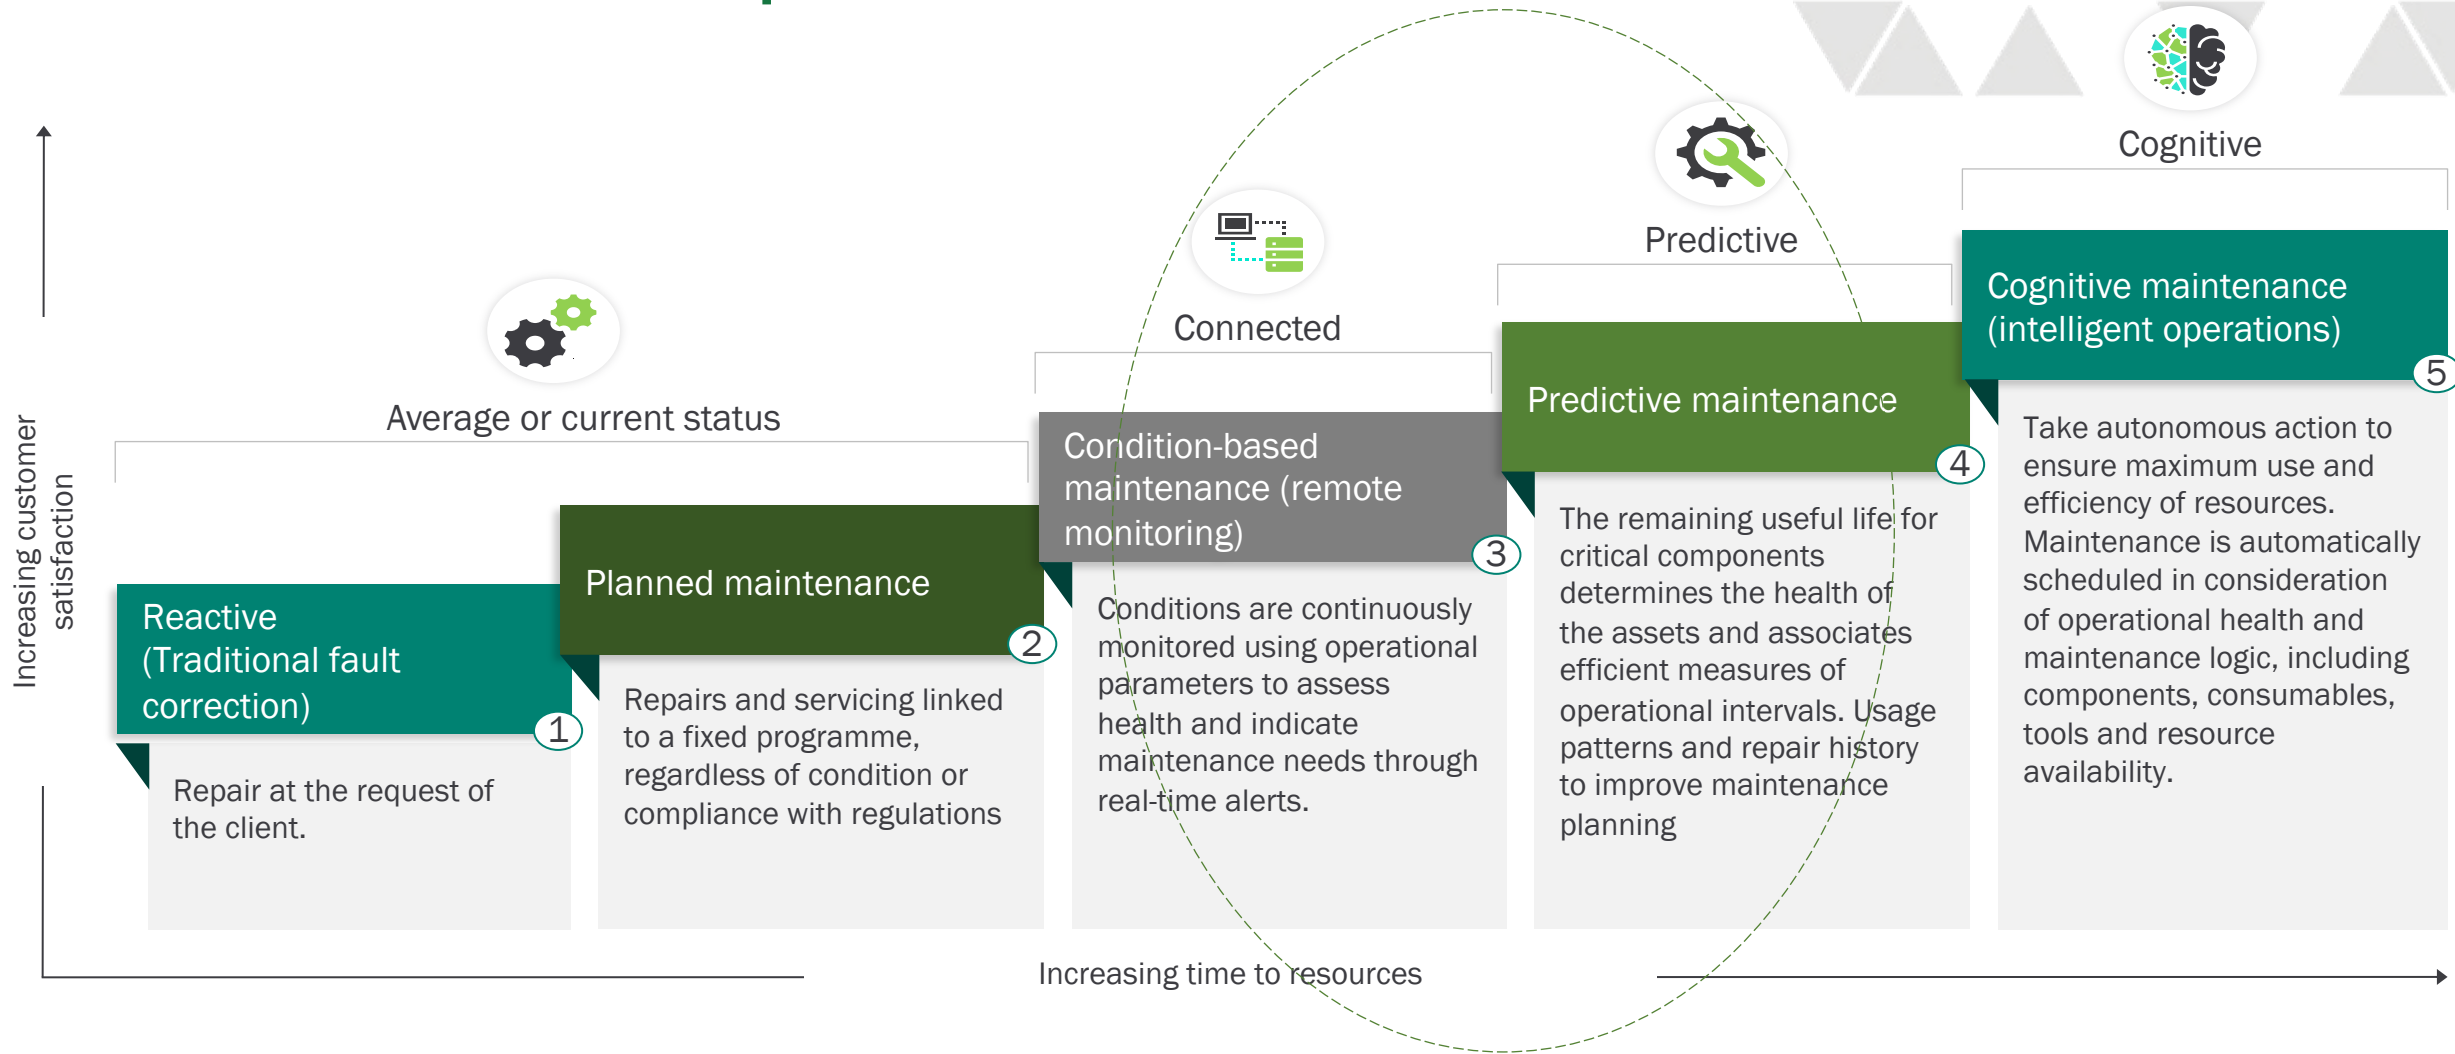 Increasing customer
satisfaction
Average or current status
Reactive
(Traditional fault
correction)
1
Repair at the request of
the client.
Planned maintenance
2
Repairs and servicing linked
to a fixed programme,
regardless of condition or
compliance with regulations
Connected
Condition-based
maintenance (remote
monitoring)
3
Conditions are continuously
monitored using operational
parameters to assess
health and indicate
maintenance needs through
real-time alerts.
Predictive
Predictive maintenance
4
The remaining useful life for
critical components
determines the health of
the assets and associates
efficient measures of
operational intervals. Usage
patterns and repair history
to improve maintenance
planning
Cognitive
Cognitive maintenance
(intelligent operations)
5
Take autonomous action to
ensure maximum use and
efficiency of resources.
Maintenance is automatically
scheduled in consideration
of operational health and
maintenance logic, including
components, consumables,
tools and resource
availability.
Increasing time to resources